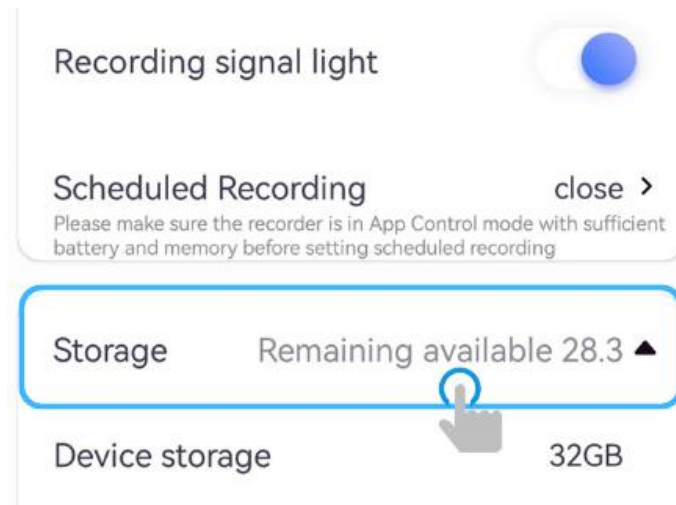 Recording signal light
Scheduled Recording close >
Please make sure the recorder is in App Control mode with sufficient
battery and memory before setting scheduled recording
Storage Remaining available 28.3
Device storage 32GB